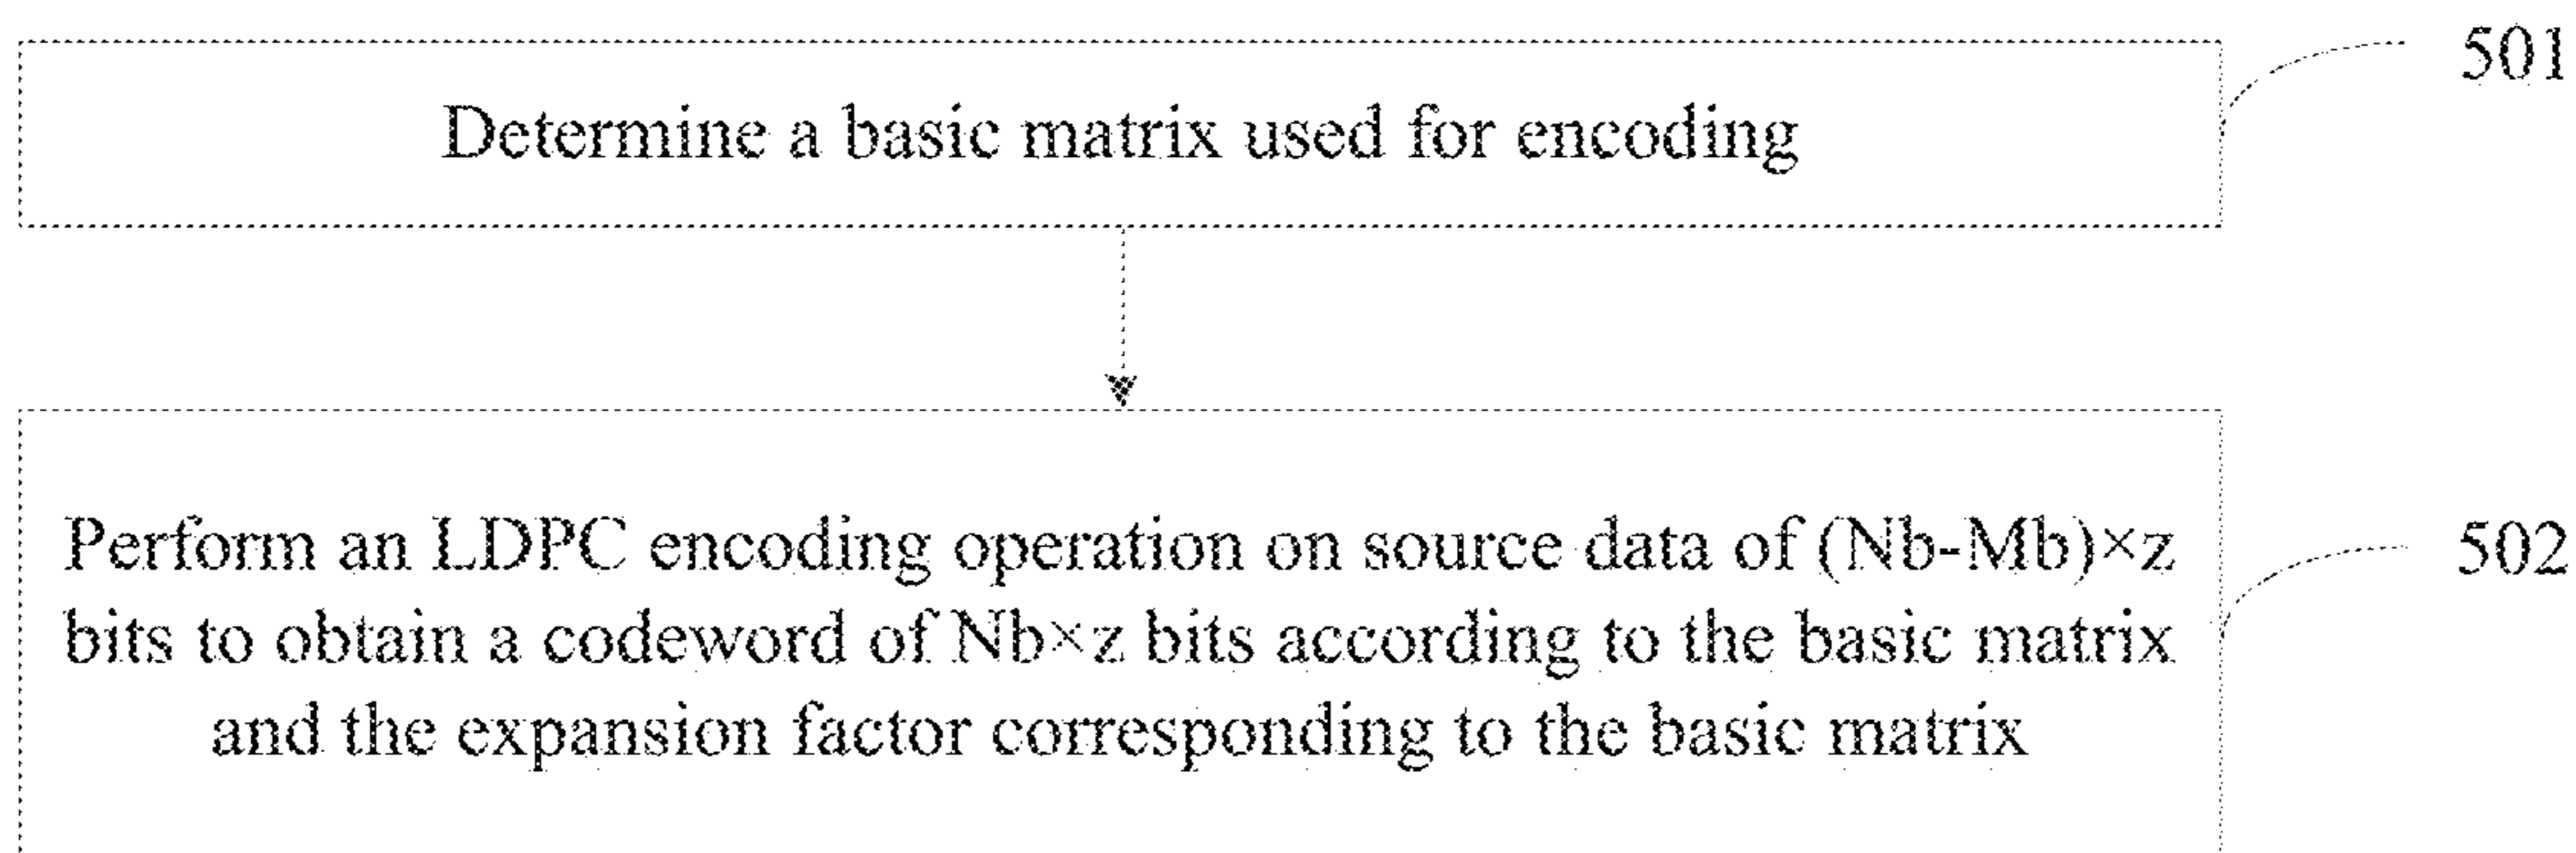 501
Determine a basic matrix used for encoding
Perform an LDPC encoding operation on source data of (Nb-Mb)×z
bits to obtain a codeword of Nb×z bits according to the basic matrix
and the expansion factor corresponding to the basic matrix
502